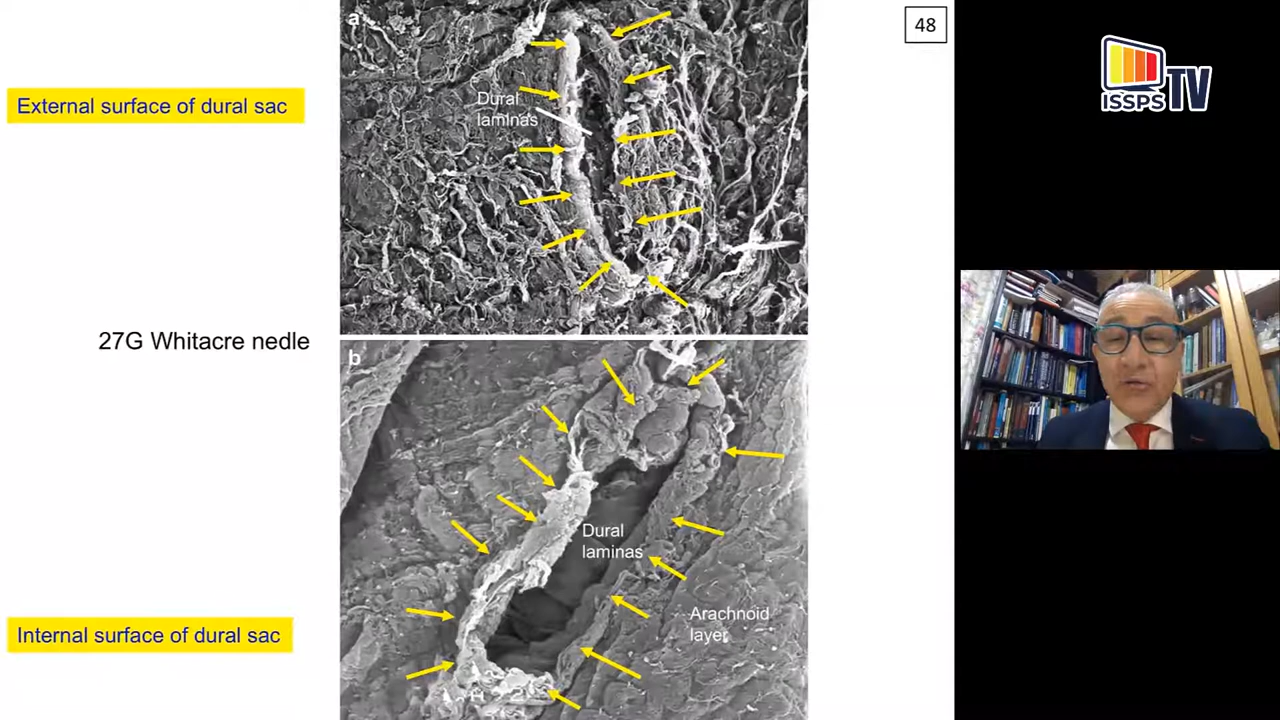 a
48
ISSPS TV
External surface of dural sac
Dural
laminas
27G Whitacre nedle
b
Dural
laminas
Arachnoid
layer
Internal surface of dural sac